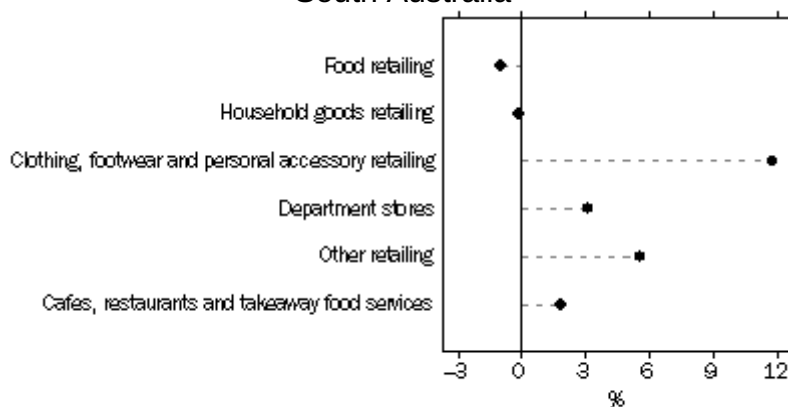 South Australia
Food retailing
Household goods retailing
Clothing, footwear and personal accessory retailing
Department stores
Other retailing
Cafes, restaurants and takeaway food services
–3 0 3 6 9 12
%